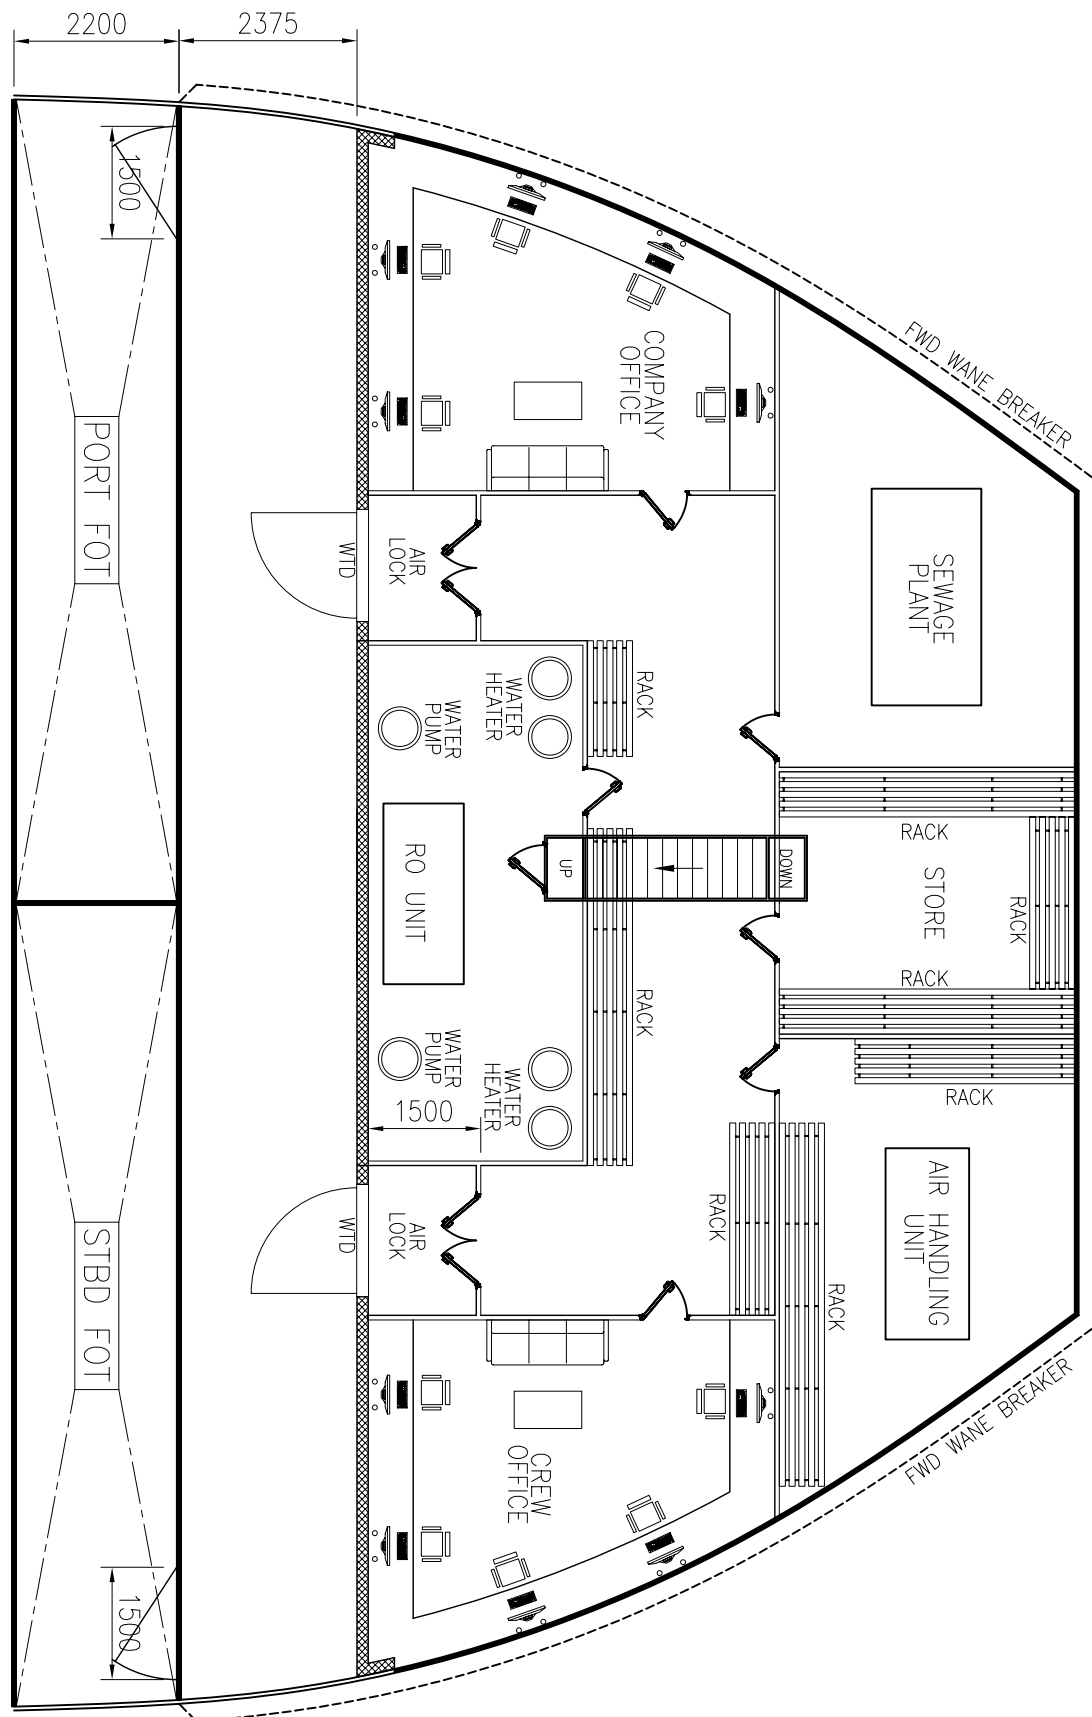 2200
2375
1500
FWD WANE BREAKER
COMPANY
OFFICE
PORT FOT
WTD
AIR
LOCK
SEWAGE
PLANT
RACK
WATER
HEATER
WATER
PUMP
RACK
RACK
STORE
RACK
RO UNIT
UP
DOWN
RACK
RACK
WATER
PUMP
WATER
HEATER
1500
RACK
AIR HANDLING
UNIT
RACK
RACK
WTD
AIR
LOCK
STBD FOT
FWD WANE BREAKER
CREW
OFFICE
1500